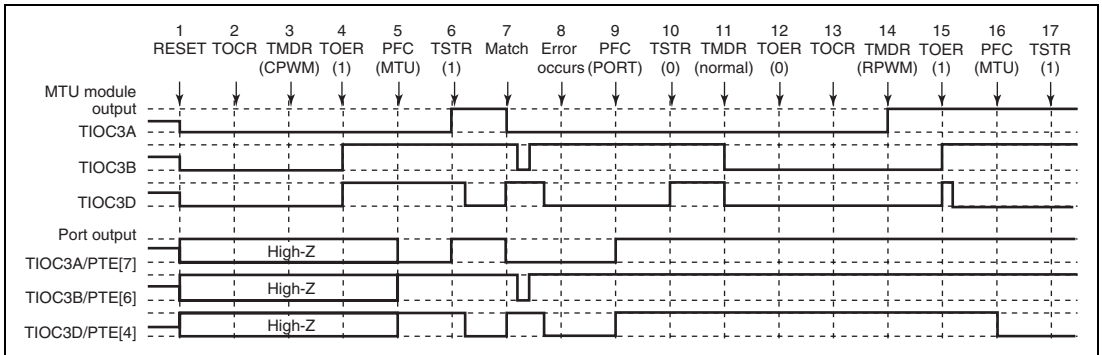 1 2 3 4 5 6 7 8 9 10 11 12 13 14 15 16 17
RESET TOCR TMDR TOER PFC TSTR Match Error PFC TSTR TMDR TOER TOCR TMDR TOER PFC TSTR
(CPWM) (1) (MTU) (1) occurs (PORT) (0) (normal) (0) (RPWM) (1) (MTU) (1)
MTU module
output
TIOC3A
TIOC3B
TIOC3D
Port output
High-Z
TIOC3A/PTE[7]
High-Z
TIOC3B/PTE[6]
High-Z
TIOC3D/PTE[4]